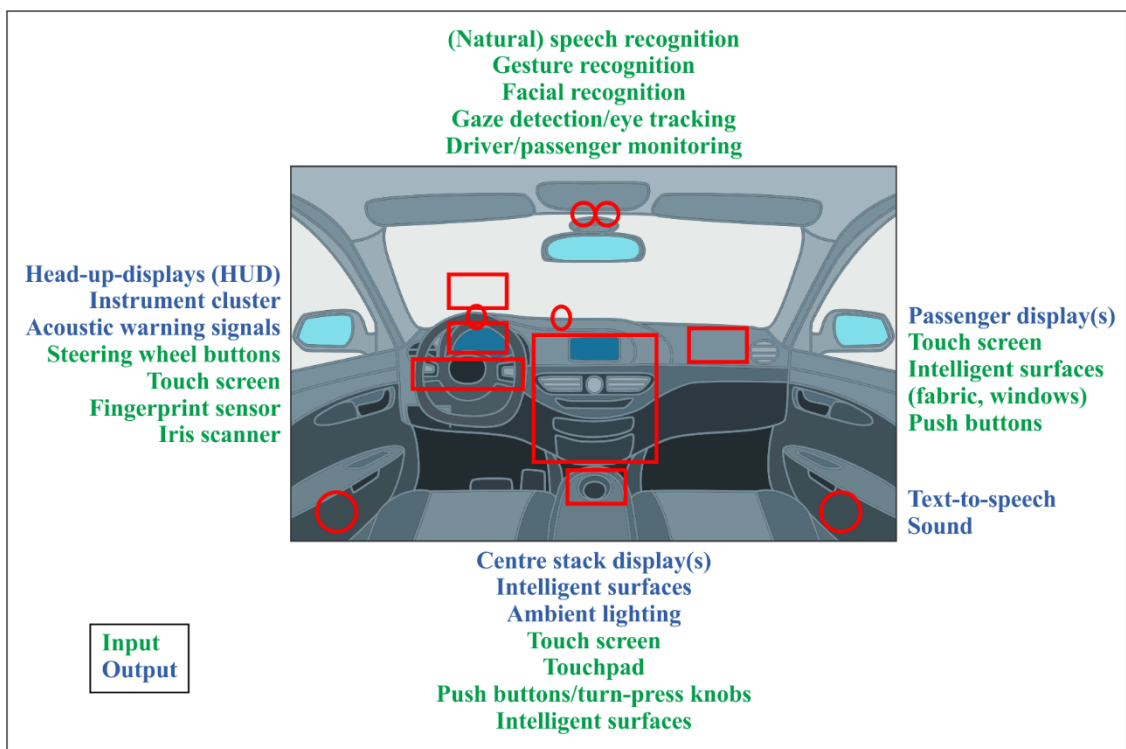 (Natural) speech recognition
Gesture recognition
Facial recognition
Gaze detection/eye tracking
Driver/passenger monitoring
Head-up-displays (HUD)
Instrument cluster
Acoustic warning signals
Steering wheel buttons
Touch screen
Fingerprint sensor
Iris scanner
Passenger display(s)
Touch screen
Intelligent surfaces
(fabric, windows)
Push buttons
Text-to-speech
Sound
Centre stack display(s)
Intelligent surfaces
Ambient lighting
Touch screen
Touchpad
Push buttons/turn-press knobs
Intelligent surfaces
Input
Output